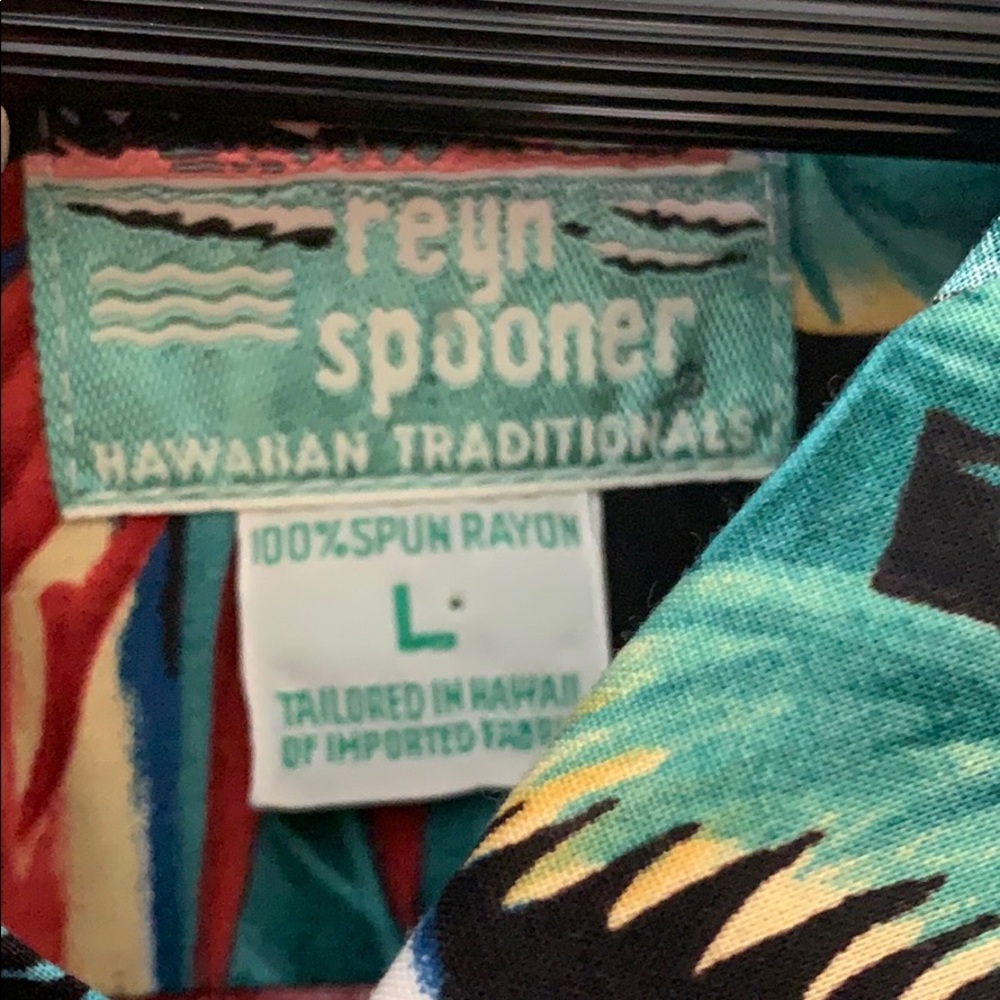 reyn
spooner
HAWAIIAN TRADITIONALS
100% SPUN RAYON
L
TAILORED IN HAWAII
OF IMPORTED